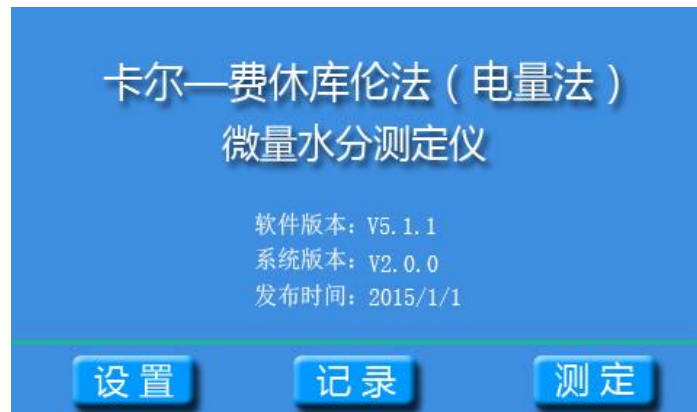 卡尔—费休库伦法（电量法）
微量水分测定仪
软件版本：V5.1.1
系统版本：V2.0.0
发布时间：2015/1/1
设置 记录 测定